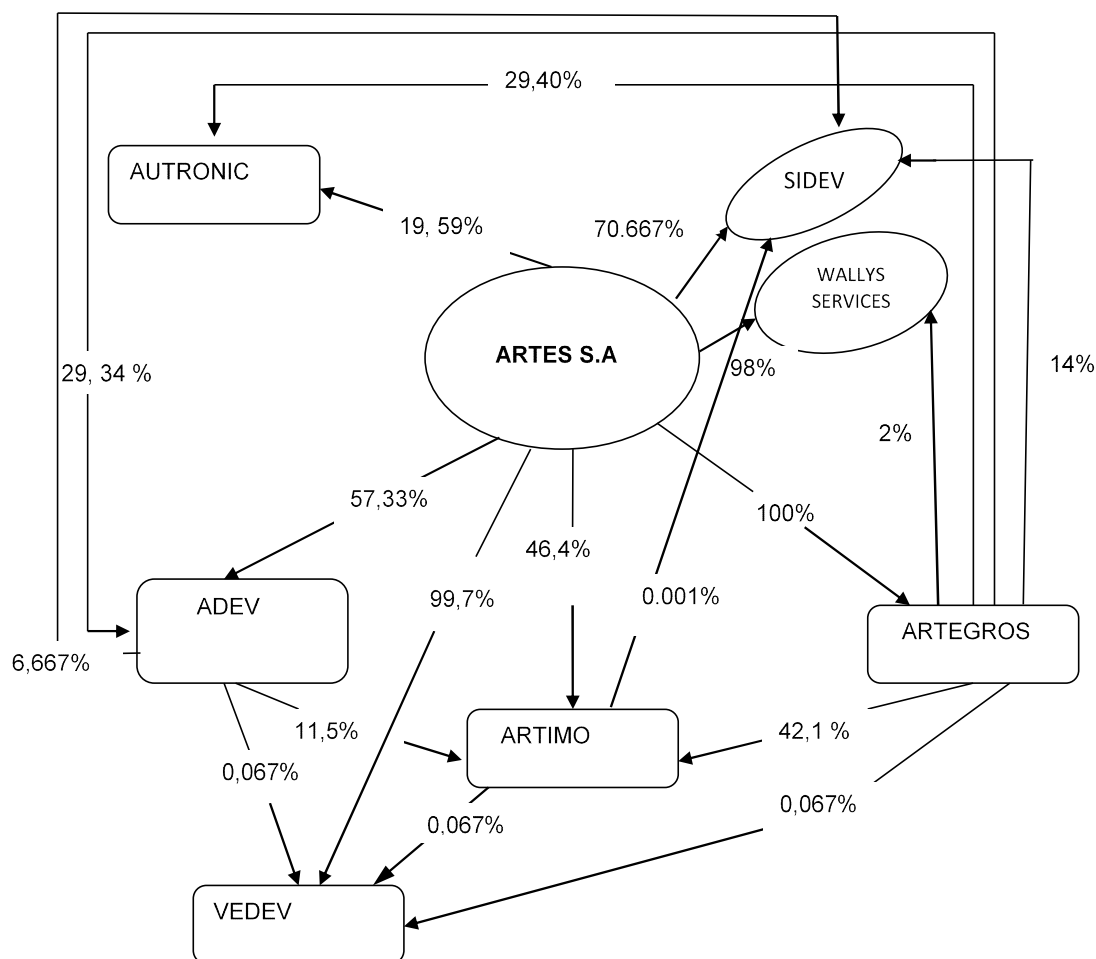 29,40%
AUTRONIC
SIDEV
19, 59%
70.667%
WALLYS
SERVICES
ARTES S.A
29, 34 %
98%
14%
2%
57,33%
100%
46,4%
ADEV
99,7%
0.001%
ARTEGROS
6,667%
11,5%
ARTIMO
42,1 %
0,067%
0,067%
0,067%
VEDEV